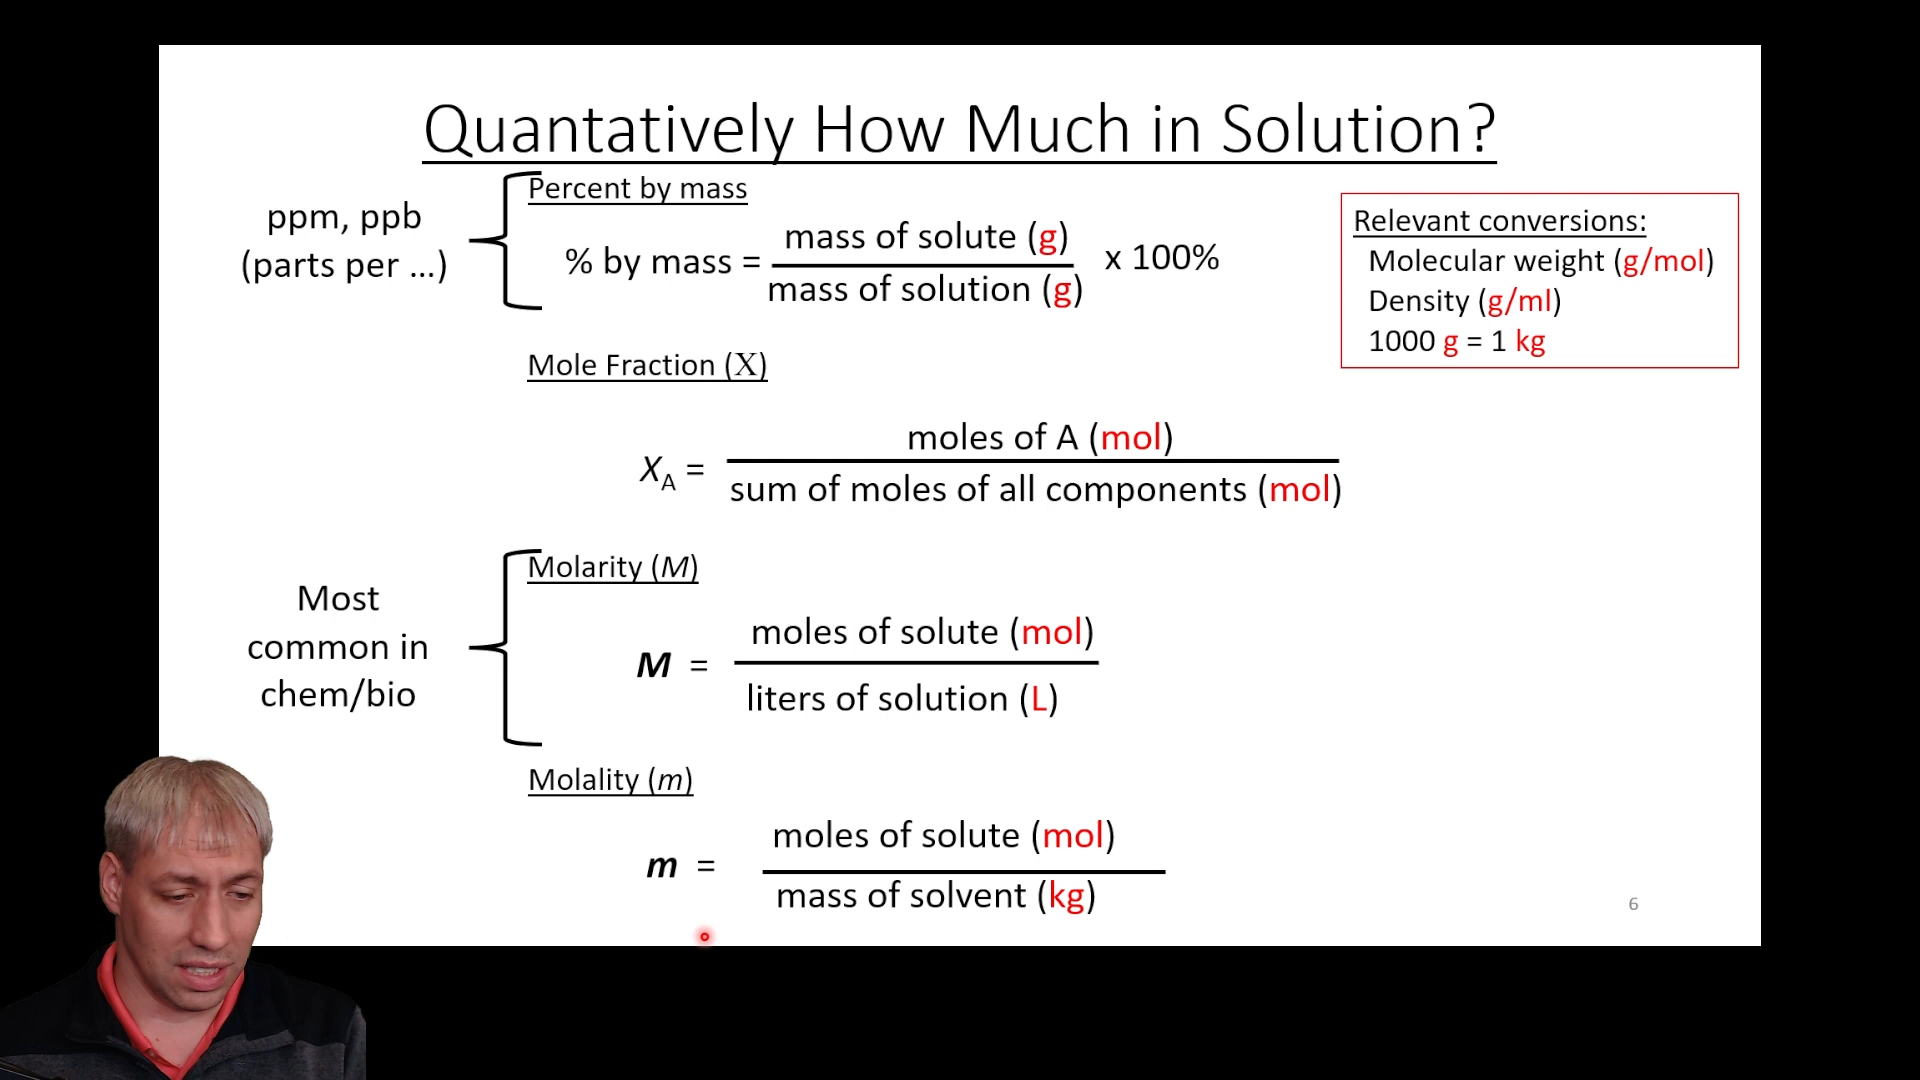 Quantatively How Much in Solution?
ppm, ppb
(parts per ...)
Percent by mass
% by mass =
mass of solute (g)
mass of solution (g)
x 100%
Relevant conversions:
Molecular weight (g/mol)
Density (g/ml)
1000 g = 1 kg
Mole Fraction (X)
XA =
moles of A (mol)
sum of moles of all components (mol)
Most
common in
chem/bio
Molarity (M)
M =
moles of solute (mol)
liters of solution (L)
Molality (m)
m =
moles of solute (mol)
mass of solvent (kg)
6